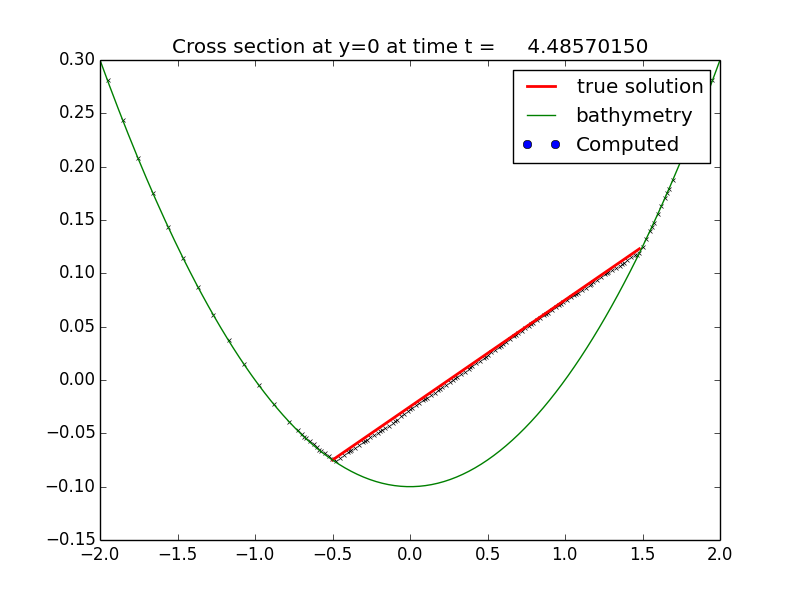 Cross section at y=0 at time t =     4.48570150
0.30
0.25
0.20
0.15
0.10
0.05
0.00
−0.05
−0.10
−0.15
−2.0 −1.5 −1.0 −0.5 0.0 0.5 1.0 1.5 2.0
true solution
bathymetry
Computed